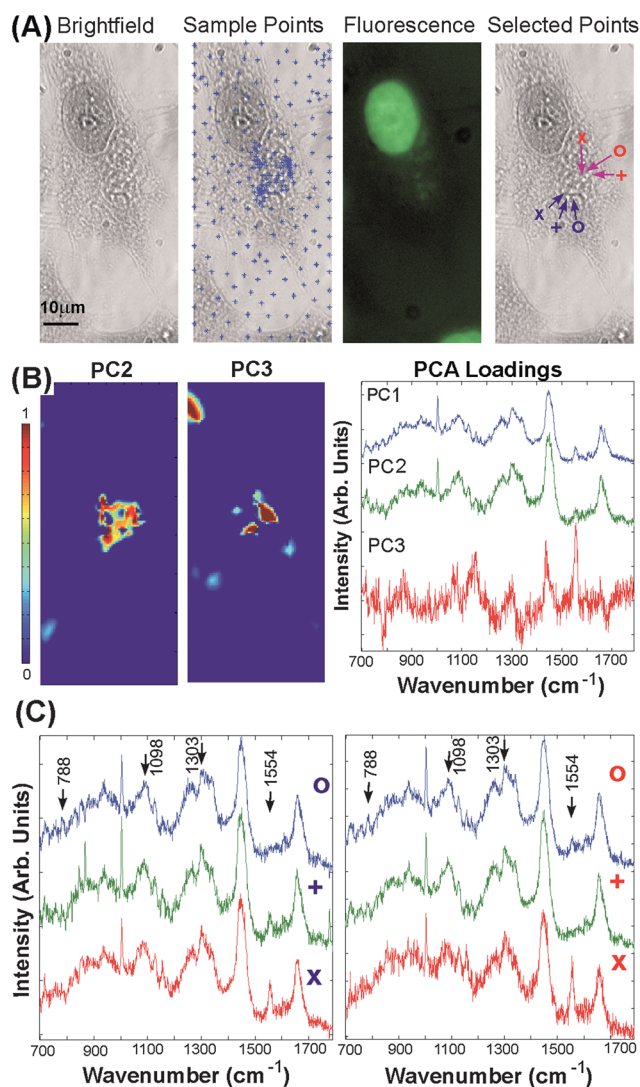 (A) Brightfield Sample Points Fluorescence Selected Points
X
O
+
X
+
O
10μm
(B) PC2 PC3 PCA Loadings
1
0
PC1
PC2
PC3
Intensity (Arb. Units)
700 900 1100 1300 1500 1700
Wavenumber (cm-1)
(C)
788 1098 1303 1554
O
+
X
Intensity (Arb. Units)
700 900 1100 1300 1500 1700
Wavenumber (cm-1)
788 1098 1303 1554
O
+
X
700 900 1100 1300 1500 1700
Wavenumber (cm-1)